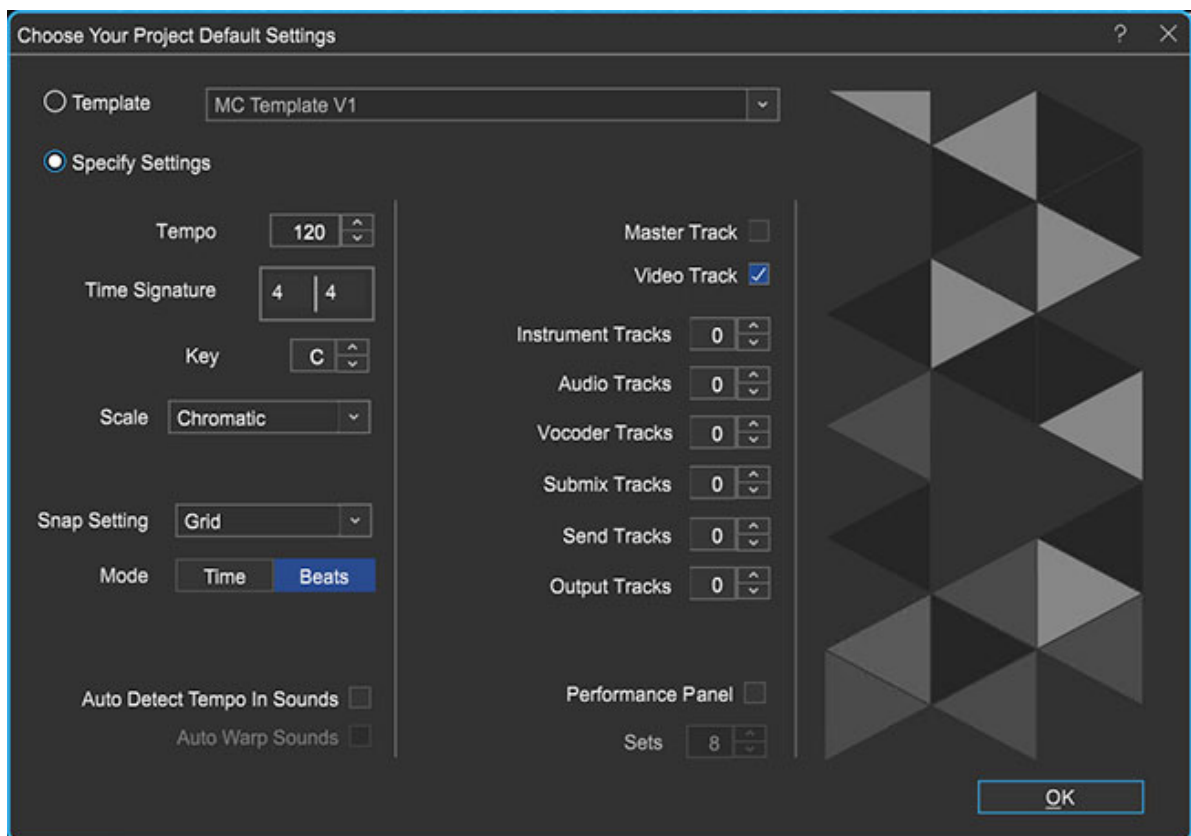 Choose Your Project Default Settings ?
Template MC Template V1
Specify Settings
Tempo 120
Time Signature 4 4
Key C
Scale Chromatic
Snap Setting Grid
Mode Time Beats
Auto Detect Tempo In Sounds
Auto Warp Sounds
Master Track
Video Track
Instrument Tracks 0
Audio Tracks 0
Vocoder Tracks 0
Submix Tracks 0
Send Tracks 0
Output Tracks 0
Performance Panel
Sets 8
OK